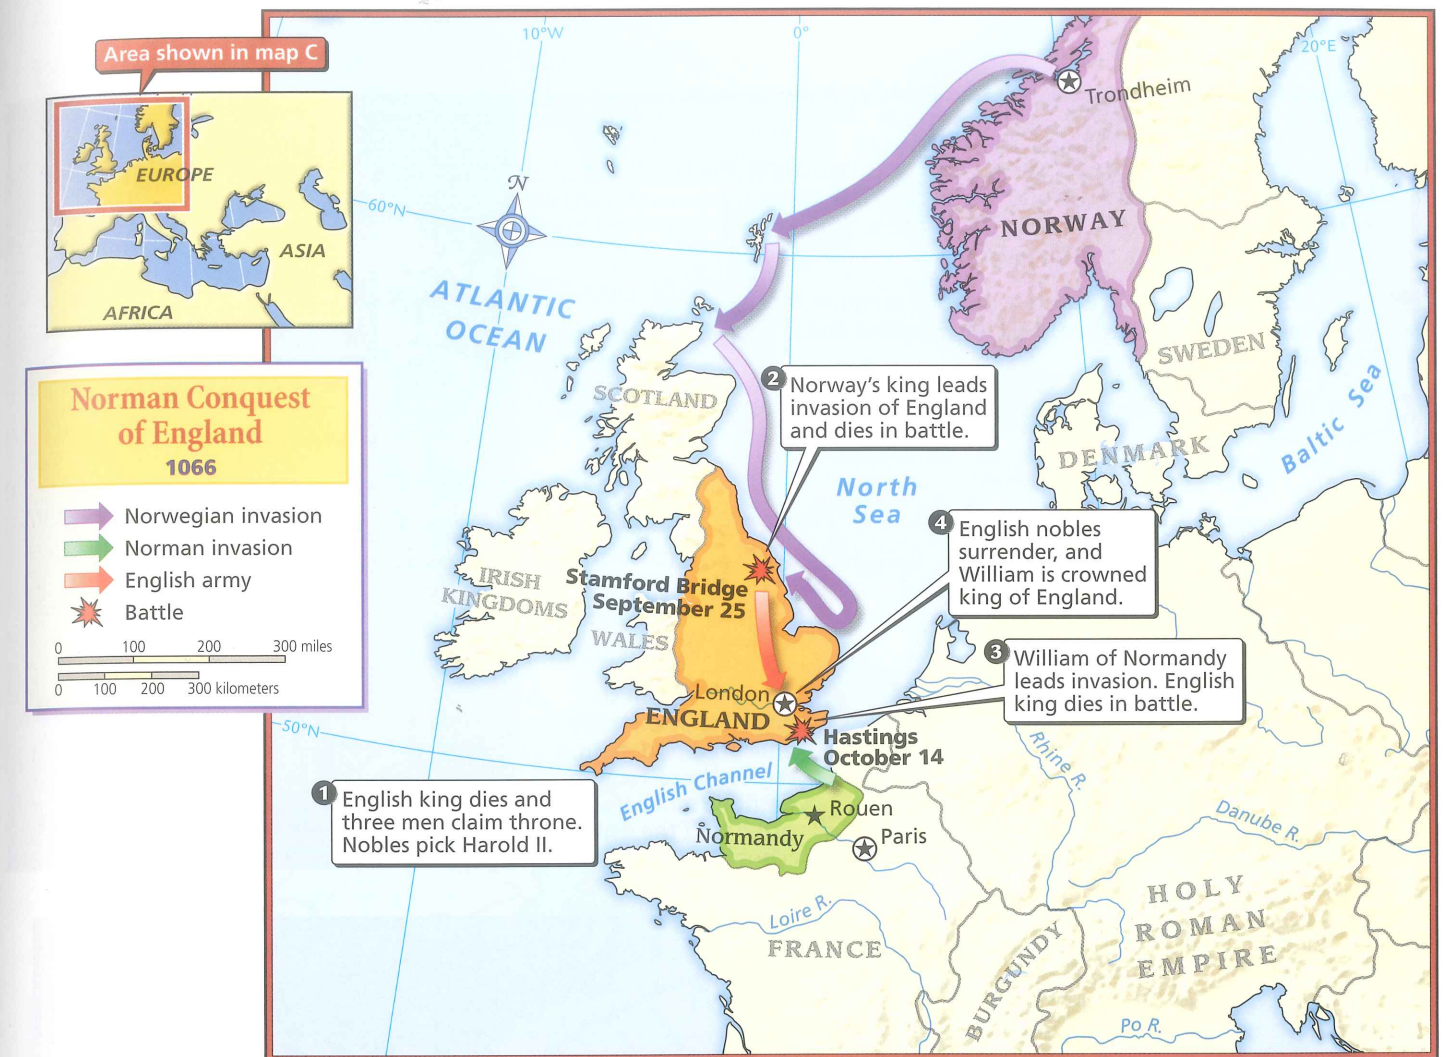 Area shown in map C
EUROPE
ASIA
AFRICA
Norman Conquest
of England
1066
Norwegian invasion
Norman invasion
English army
Battle
0 100 200 300 miles
0 100 200 300 kilometers
10°W
0°
20°E
60°N
50°N
N
ATLANTIC
OCEAN
Trondheim
NORWAY
SWEDEN
SCOTLAND
DENMARK
Baltic Sea
North
Sea
2 Norway's king leads
invasion of England
and dies in battle.
4 English nobles
surrender, and
William is crowned
king of England.
IRISH
KINGDOMS
Stamford Bridge
September 25
WALES
3 William of Normandy
leads invasion. English
king dies in battle.
London
ENGLAND
Hastings
October 14
English Channel
1 English king dies and
three men claim throne.
Nobles pick Harold II.
Rouen
Normandy
Paris
Rhine R.
Danube R.
Loire R.
FRANCE
BURGUNDY
HOLY
ROMAN
EMPIRE
Po R.